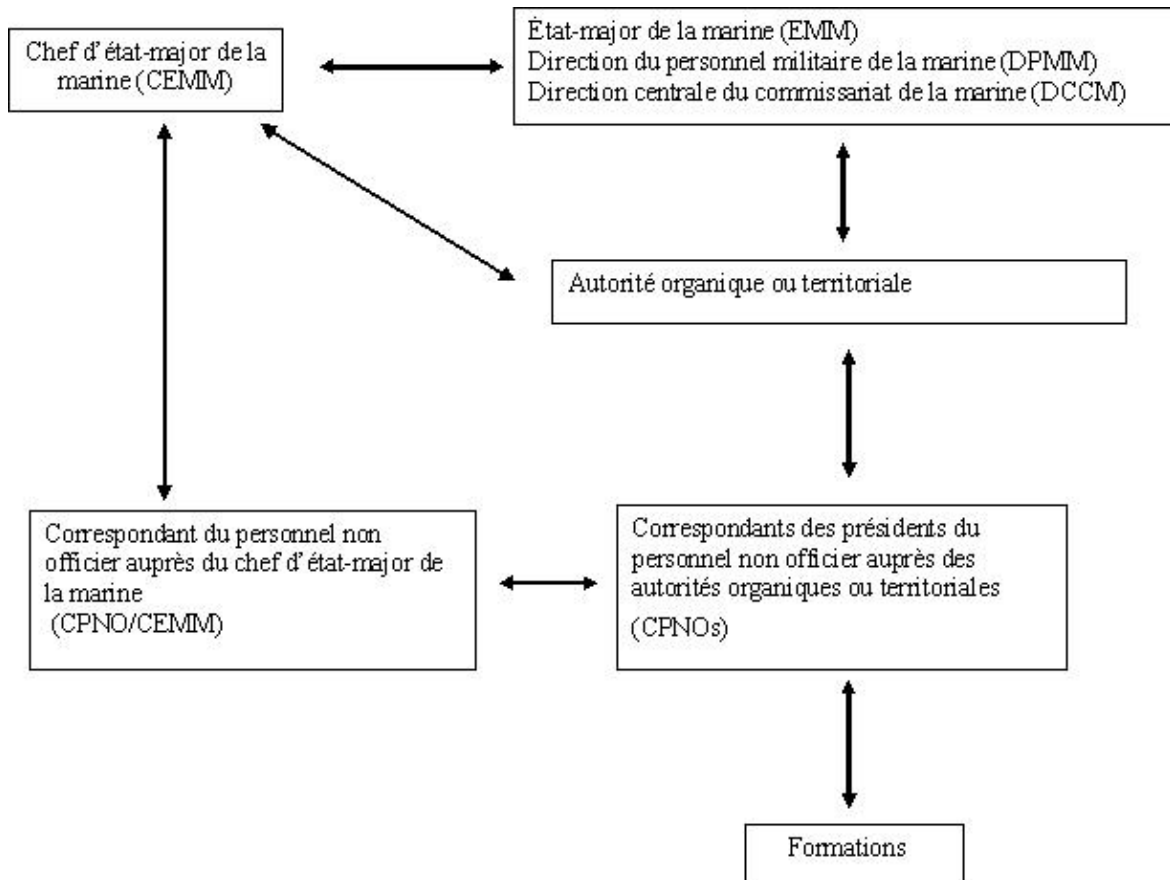 Chef d'état-major de la
marine (CEMM)
État-major de la marine (EMM)
Direction du personnel militaire de la marine (DPMM)
Direction centrale du commissariat de la marine (DCCM)
Autorité organique ou territoriale
Correspondant du personnel non
officier auprès du chef d'état-major de
la marine
(CPNO/CEMM)
Correspondants des présidents du
personnel non officier auprès des
autorités organiques ou territoriales
(CPNOs)
Formations